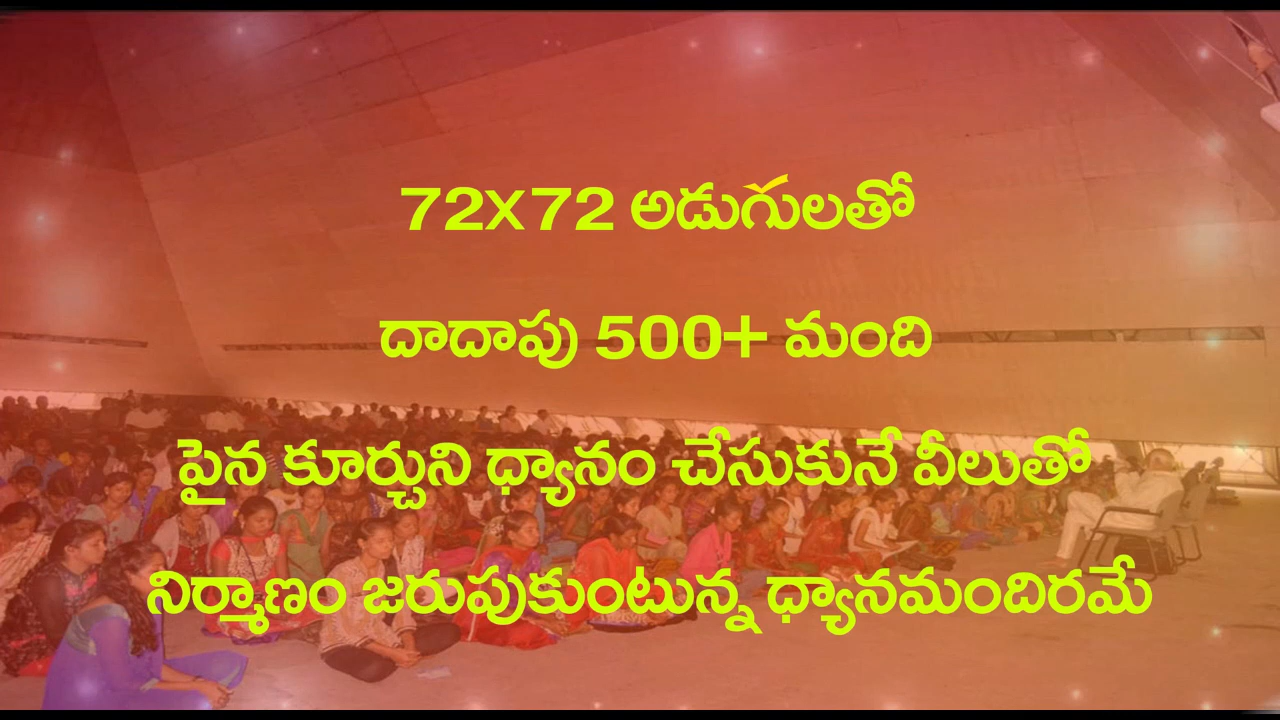 72X72 అడుగులతో
దాదాపు 500+ మంది
పైన కూర్చుని ధ్యానం చేసుకునే వీలుతో
నిర్మాణం జరుపుకుంటున్న ధ్యానమందిరమే